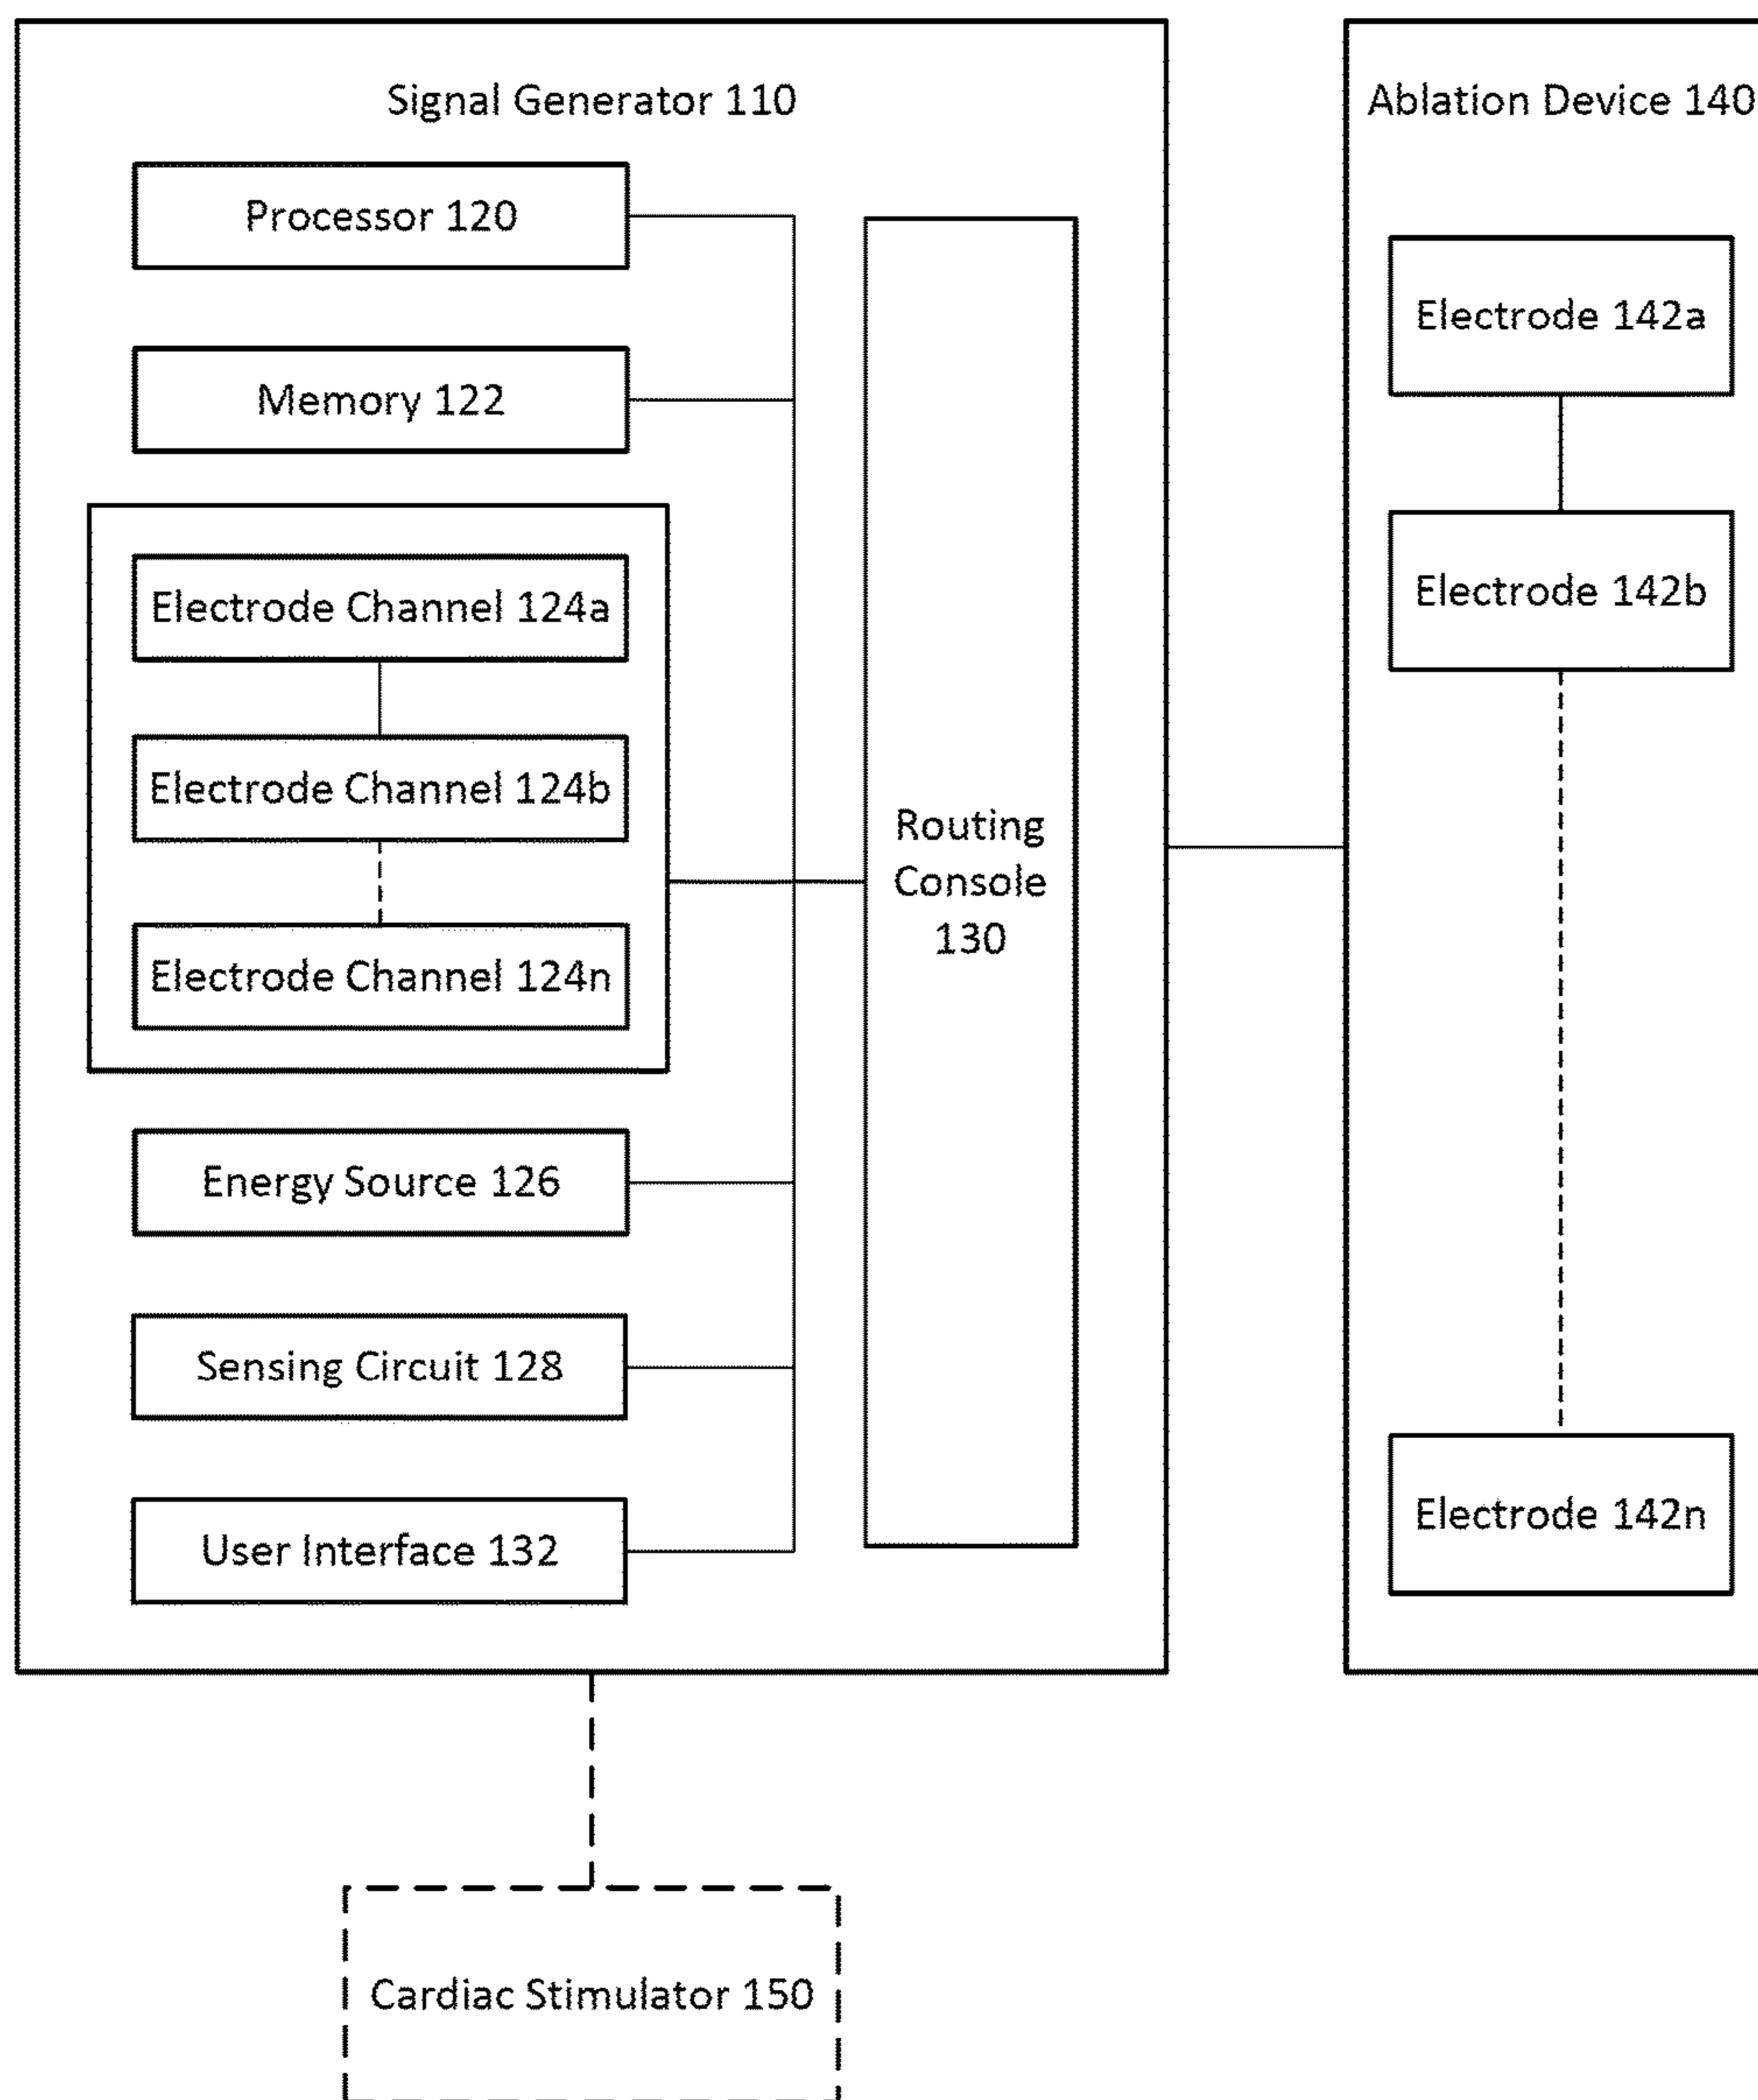 Signal Generator 110
Processor 120
Memory 122
Electrode Channel 124a
Electrode Channel 124b
Electrode Channel 124n
Energy Source 126
Sensing Circuit 128
User Interface 132
Routing
Console
130
Ablation Device 140
Electrode 142a
Electrode 142b
Electrode 142n
Cardiac Stimulator 150